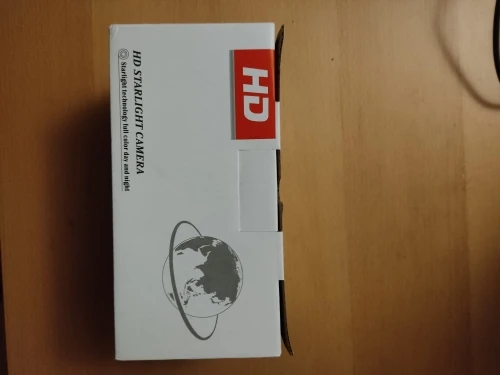 HD
HD STARLIGHT CAMERA
Starlight technology full color day and night